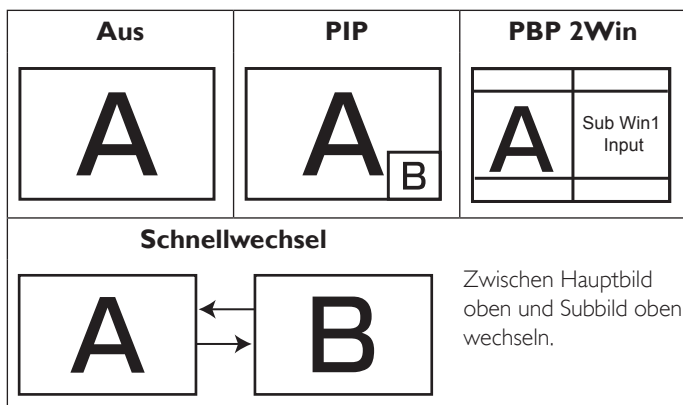 Aus PIP PBP 2Win
A A B A Sub Win1
Input
Schnellwechsel
A B Zwischen Hauptbild
oben und Subbild oben
wechseln.